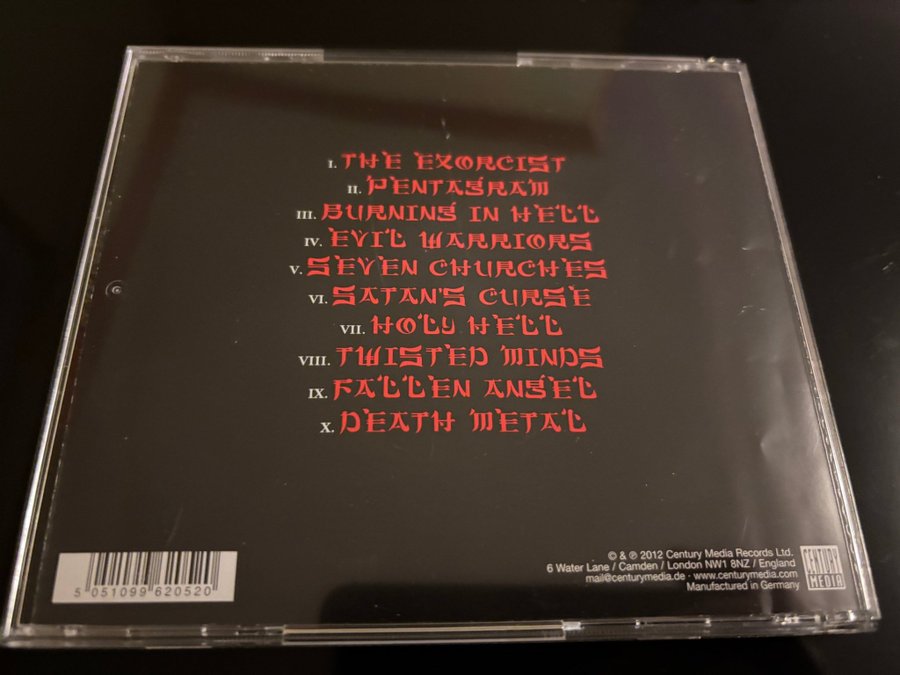 I. THE EXORCIST
II. PENTAGRAM
III. BURNING IN HELL
IV. EVIL WARRIORS
V. SEVEN CHURCHES
VI. SATAN'S CURSE
VII. HOLY HELL
VIII. TWISTED MINDS
IX. FALLEN ANGEL
X. DEATH METAL
© & ℗ 2012 Century Media Records Ltd.
6 Water Lane / Camden / London NW1 8NZ / England
mail@centurymedia.de · www.centurymedia.com
Manufactured in Germany
CENTURY
MEDIA
5 051099 620520